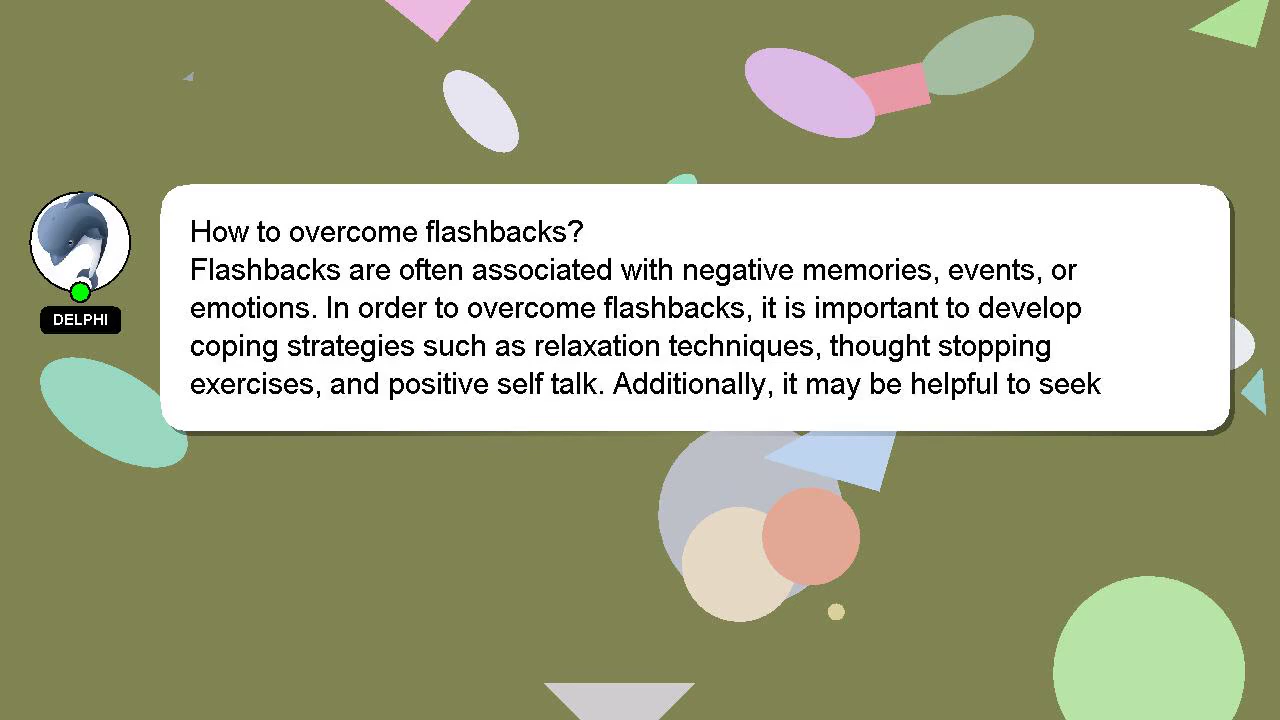 How to overcome flashbacks?
Flashbacks are often associated with negative memories, events, or
emotions. In order to overcome flashbacks, it is important to develop
coping strategies such as relaxation techniques, thought stopping
exercises, and positive self talk. Additionally, it may be helpful to seek
DELPHI